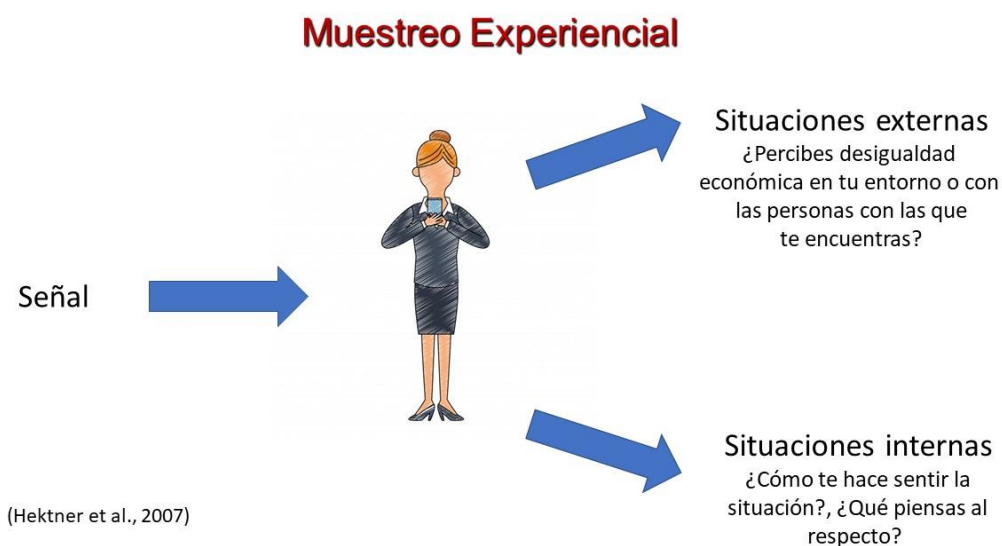 Muestreo Experiencial
Situaciones externas
¿Percibes desigualdad
económica en tu entorno o con
las personas con las que
te encuentras?
Señal
Situaciones internas
¿Cómo te hace sentir la
situación?, ¿Qué piensas al
respecto?
(Hektner et al., 2007)